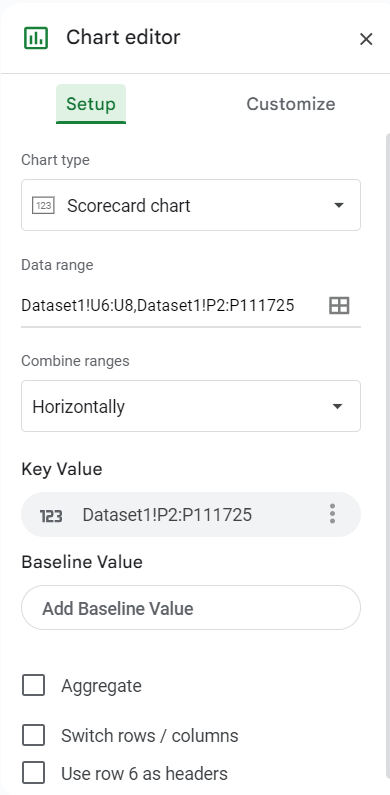 Chart editor
Setup
Customize
Chart type
123 Scorecard chart
Data range
Dataset1!U6:U8,Dataset1!P2:P111725
Combine ranges
Horizontally
Key Value
123 Dataset1!P2:P111725
Baseline Value
Add Baseline Value
Aggregate
Switch rows / columns
Use row 6 as headers